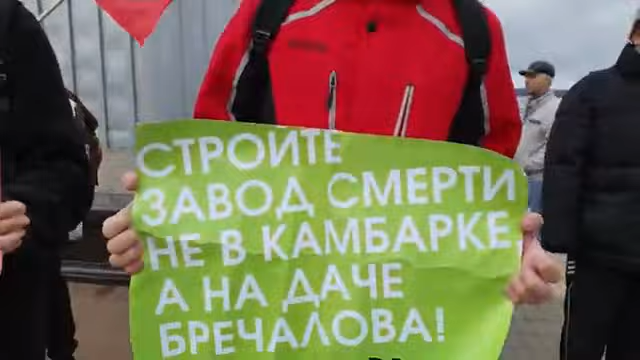 СТРОЙТЕ
ЗАВОД СМЕРТИ
НЕ В КАМБАРКЕ,
А НА ДАЧЕ
БРЕЧАЛОВА!